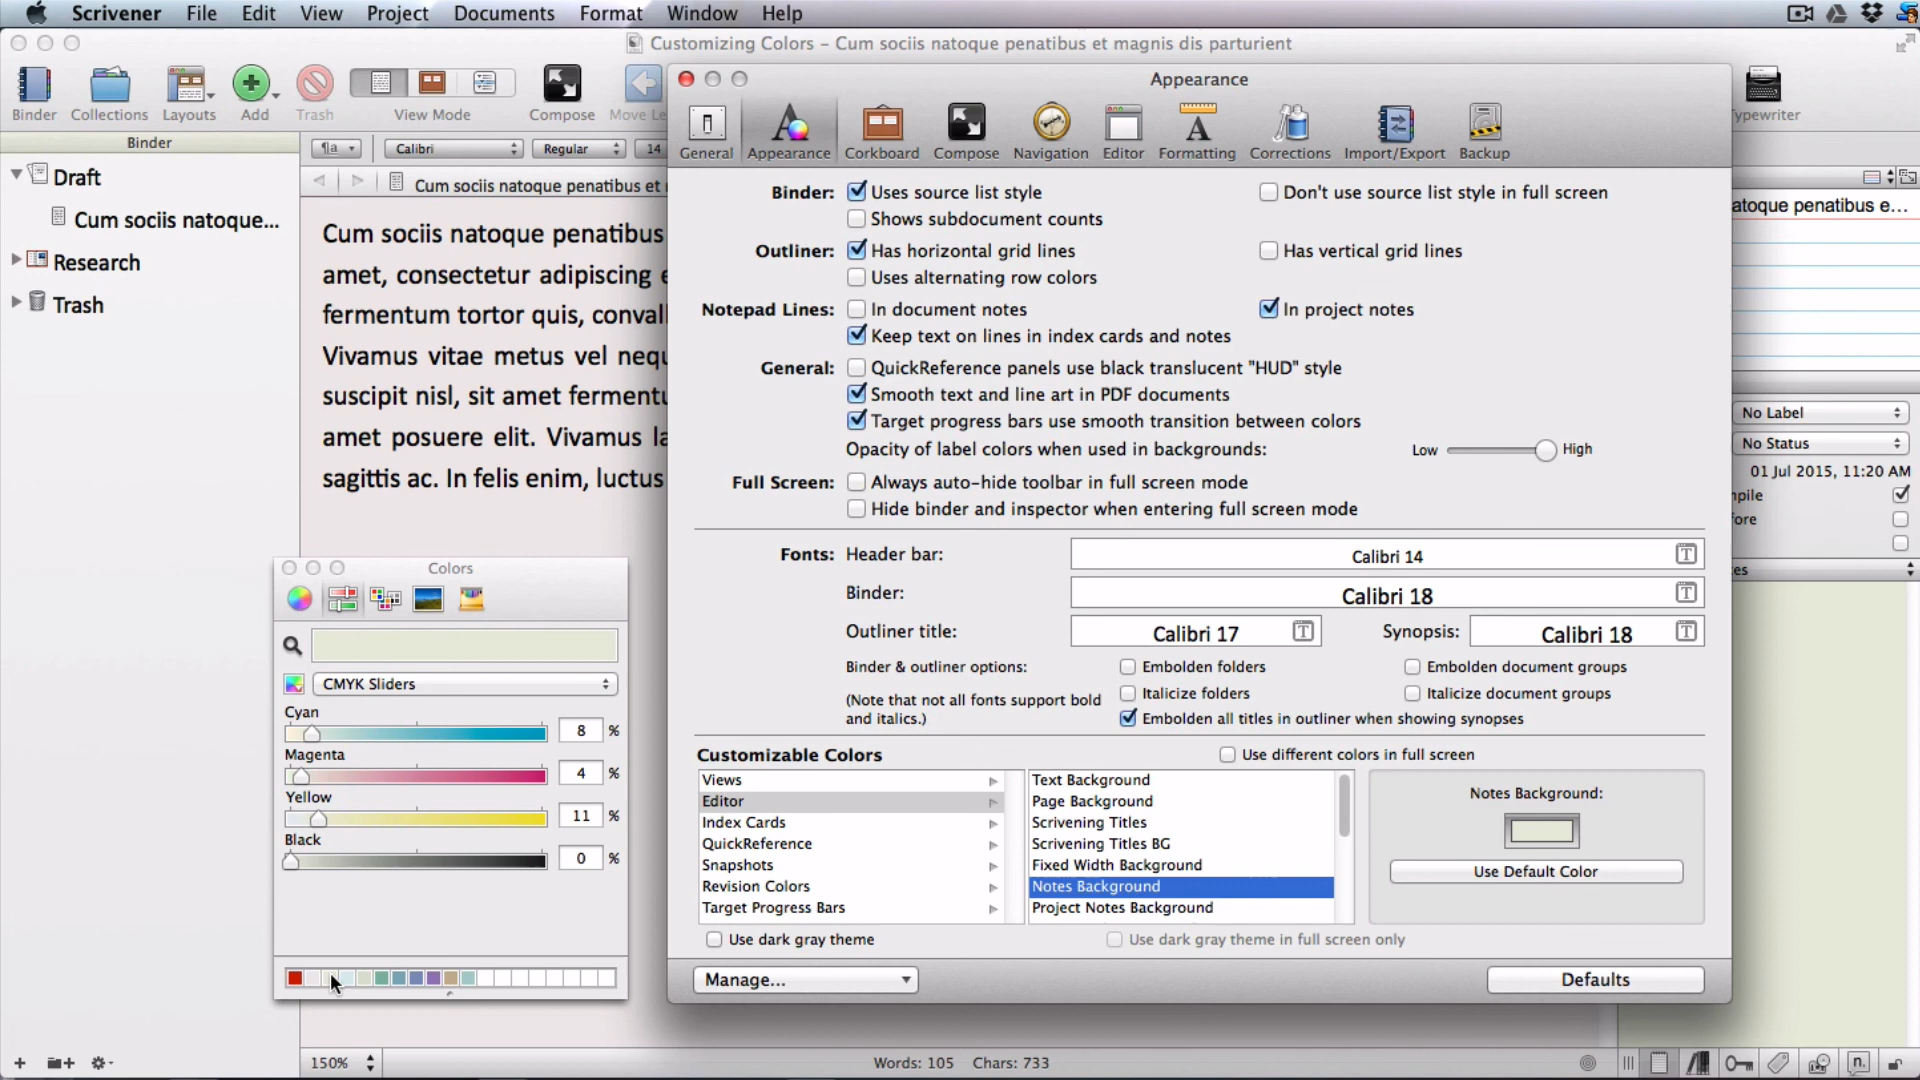 Scrivener File Edit View Project Documents Format Window Help
Customizing Colors – Cum sociis natoque penatibus et magnis dis parturient
Binder Collections Layouts Add Trash View Mode Compose Move Le
Typewriter
Binder
Draft
Cum sociis natoque...
Research
Trash
¶a Calibri Regular 14
Cum sociis natoque penatibus et
Cum sociis natoque penatibus
amet, consectetur adipiscing e
fermentum tortor quis, conval
Vivamus vitae metus vel nequ
suscipit nisl, sit amet ferment
amet posuere elit. Vivamus la
sagittis ac. In felis enim, luctus
Appearance
General Appearance Corkboard Compose Navigation Editor Formatting Corrections Import/Export Backup
Binder: Uses source list style Don't use source list style in full screen
Shows subdocument counts
Outliner: Has horizontal grid lines Has vertical grid lines
Uses alternating row colors
Notepad Lines: In document notes In project notes
Keep text on lines in index cards and notes
General: QuickReference panels use black translucent "HUD" style
Smooth text and line art in PDF documents
Target progress bars use smooth transition between colors
Opacity of label colors when used in backgrounds: Low High
Full Screen: Always auto-hide toolbar in full screen mode
Hide binder and inspector when entering full screen mode
Fonts: Header bar: Calibri 14
Binder: Calibri 18
Outliner title: Calibri 17 Synopsis: Calibri 18
Binder & outliner options: Embolden folders Embolden document groups
(Note that not all fonts support bold and italics.) Italicize folders Italicize document groups
Embolden all titles in outliner when showing synopses
Customizable Colors Use different colors in full screen
Views
Editor
Index Cards
QuickReference
Snapshots
Revision Colors
Target Progress Bars
Text Background
Page Background
Scrivening Titles
Scrivening Titles BG
Fixed Width Background
Notes Background
Project Notes Background
Notes Background:
Use Default Color
Use dark gray theme Use dark gray theme in full screen only
Manage... Defaults
Colors
CMYK Sliders
Cyan
8 %
Magenta
4 %
Yellow
11 %
Black
0 %
atoque penatibus e...
No Label
No Status
01 Jul 2015, 11:20 AM
npile
fore
es
150% Words: 105 Chars: 733
n.